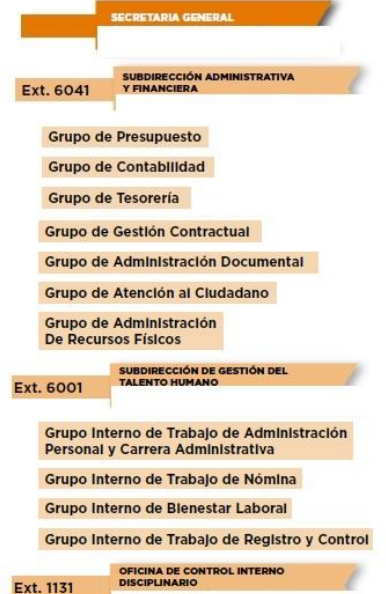 SECRETARIA GENERAL
Ext. 6041
SUBDIRECCIÓN ADMINISTRATIVA
Y FINANCIERA
Grupo de Presupuesto
Grupo de Contabilidad
Grupo de Tesorería
Grupo de Gestión Contractual
Grupo de Administración Documental
Grupo de Atención al Ciudadano
Grupo de Administración
De Recursos Físicos
Ext. 6001
SUBDIRECCIÓN DE GESTIÓN DEL
TALENTO HUMANO
Grupo Interno de Trabajo de Administración
Personal y Carrera Administrativa
Grupo Interno de Trabajo de Nómina
Grupo Interno de Bienestar Laboral
Grupo Interno de Trabajo de Registro y Control
Ext. 1131
OFICINA DE CONTROL INTERNO
DISCIPLINARIO